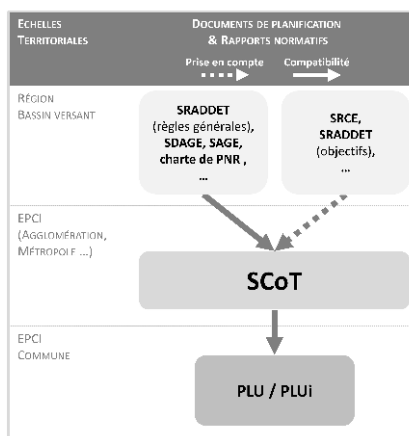 ECHELLES
TERRITORIALES
DOCUMENTS DE PLANIFICATION
& RAPPORTS NORMATIFS
Prise en compte
Compatibilité
RÉGION
BASSIN VERSANT
SRADDET
(règles générales),
SDAGE, SAGE,
charte de PNR ,
...
SRCE,
SRADDET
(objectifs),
...
EPCI
(AGGLOMÉRATION,
MÉTROPOLE ...)
SCoT
EPCI
COMMUNE
PLU / PLUi